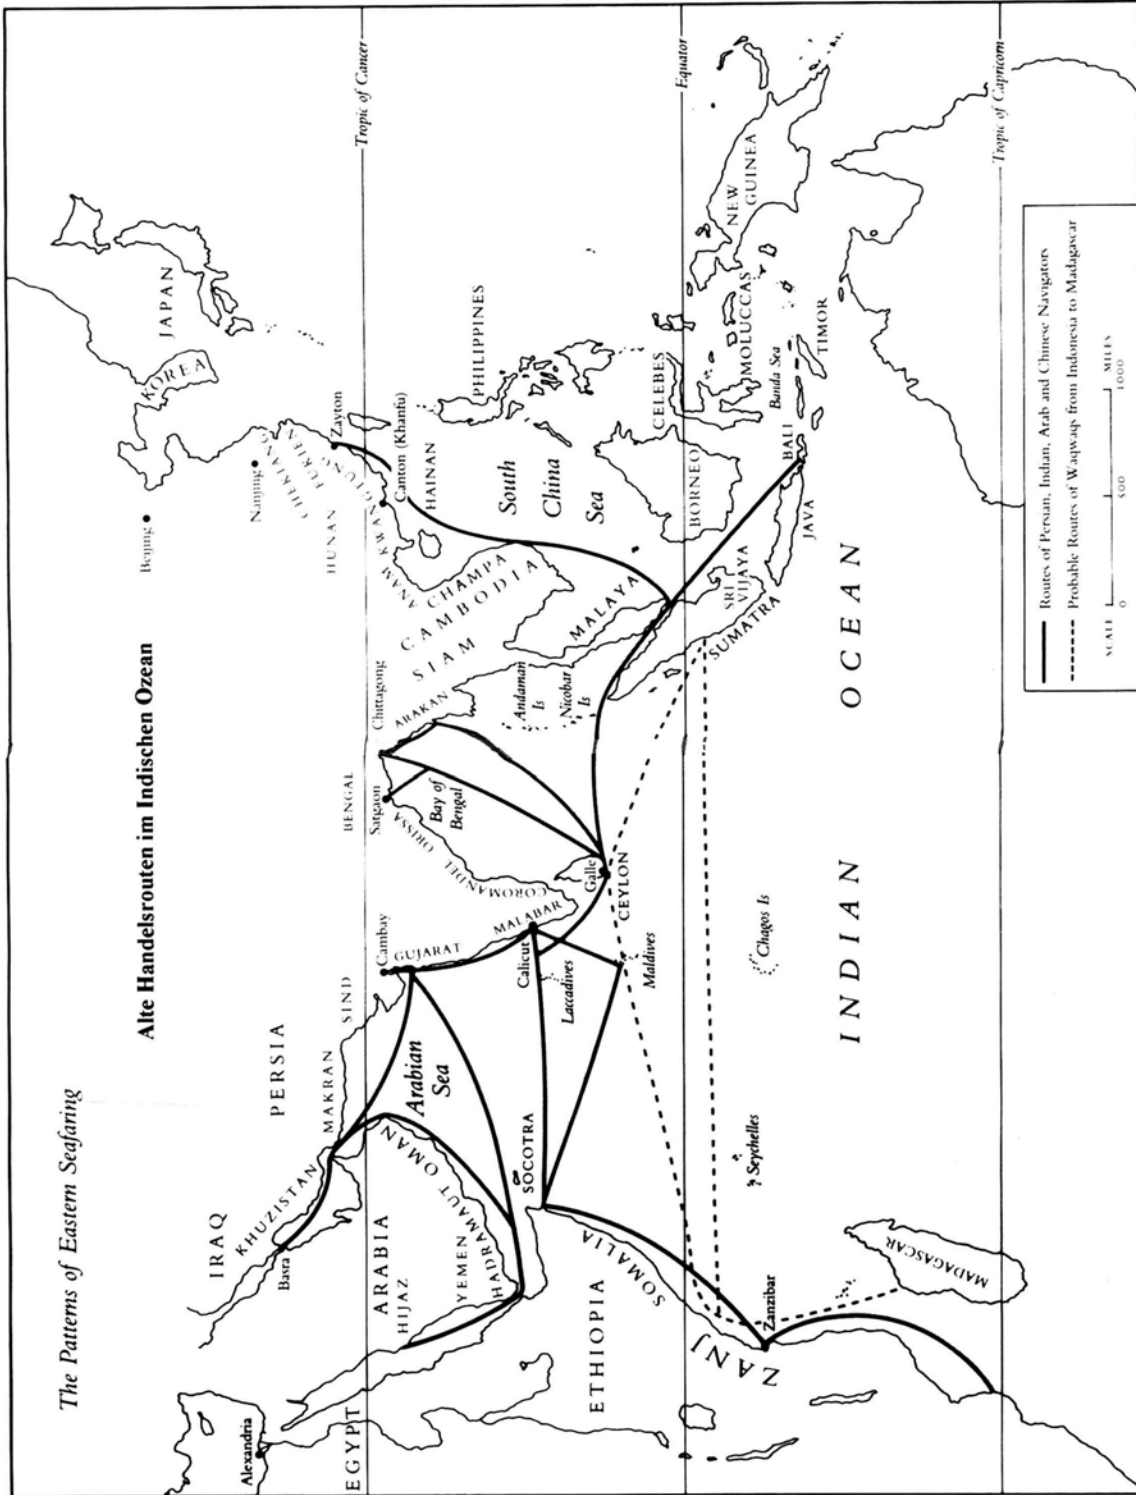 The Patterns of Eastern Seafaring
Alte Handelsrouten im Indischen Ozean
Tropic of Cancer
Equator
Tropic of Capricorn
Alexandria
EGYPT
IRAQ
KHUZISTAN
Basra
ARABIA
HIJAZ
YEMEN
HADRAMAUT
OMAN
PERSIA
MAKRAN
SIND
Arabian
Sea
SOCOTRA
ETHIOPIA
SOMALIA
ZANJ
Zanzibar
MADAGASCAR
Seychelles
Cambay
GUJARAT
MALABAR
Calicut
Laccadives
Maldives
Chagos Is
COROMANDEL
ORISSA
Galle
CEYLON
BENGAL
Satgaon
Bay of
Bengal
Chittagong
ARAKAN
Andaman
Is
Nicobar
Is
SIAM
CAMBODIA
CHAMPA
ANAM
MALAYA
SUMATRA
SRI
VIJAYA
JAVA
BALI
BORNEO
CELEBES
MOLUCCAS
Banda Sea
TIMOR
NEW
GUINEA
PHILIPPINES
South
China
Sea
HAINAN
Canton (Khanfu)
KWANGTUNG
HUNAN
FUKIEN
CHEKIANG
Zayton
Nanjing
Beijing
KOREA
JAPAN
INDIAN OCEAN
Routes of Persian, Indian, Arab and Chinese Navigators
Probable Routes of Waqwaqs from Indonesia to Madagascar
SCALE 0 500 1000 MILES